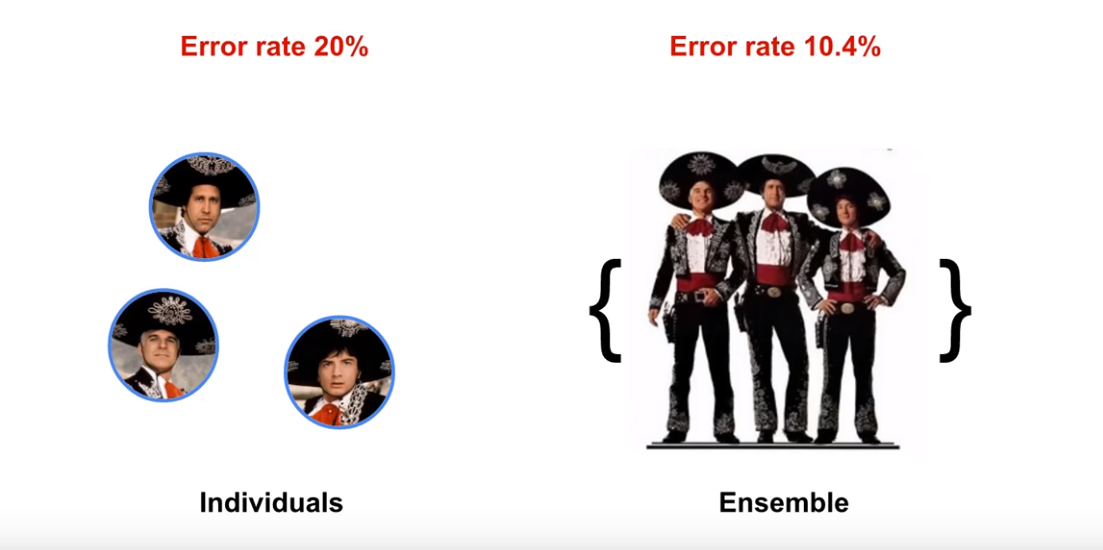 Error rate 20%
Error rate 10.4%
{ }
Individuals
Ensemble